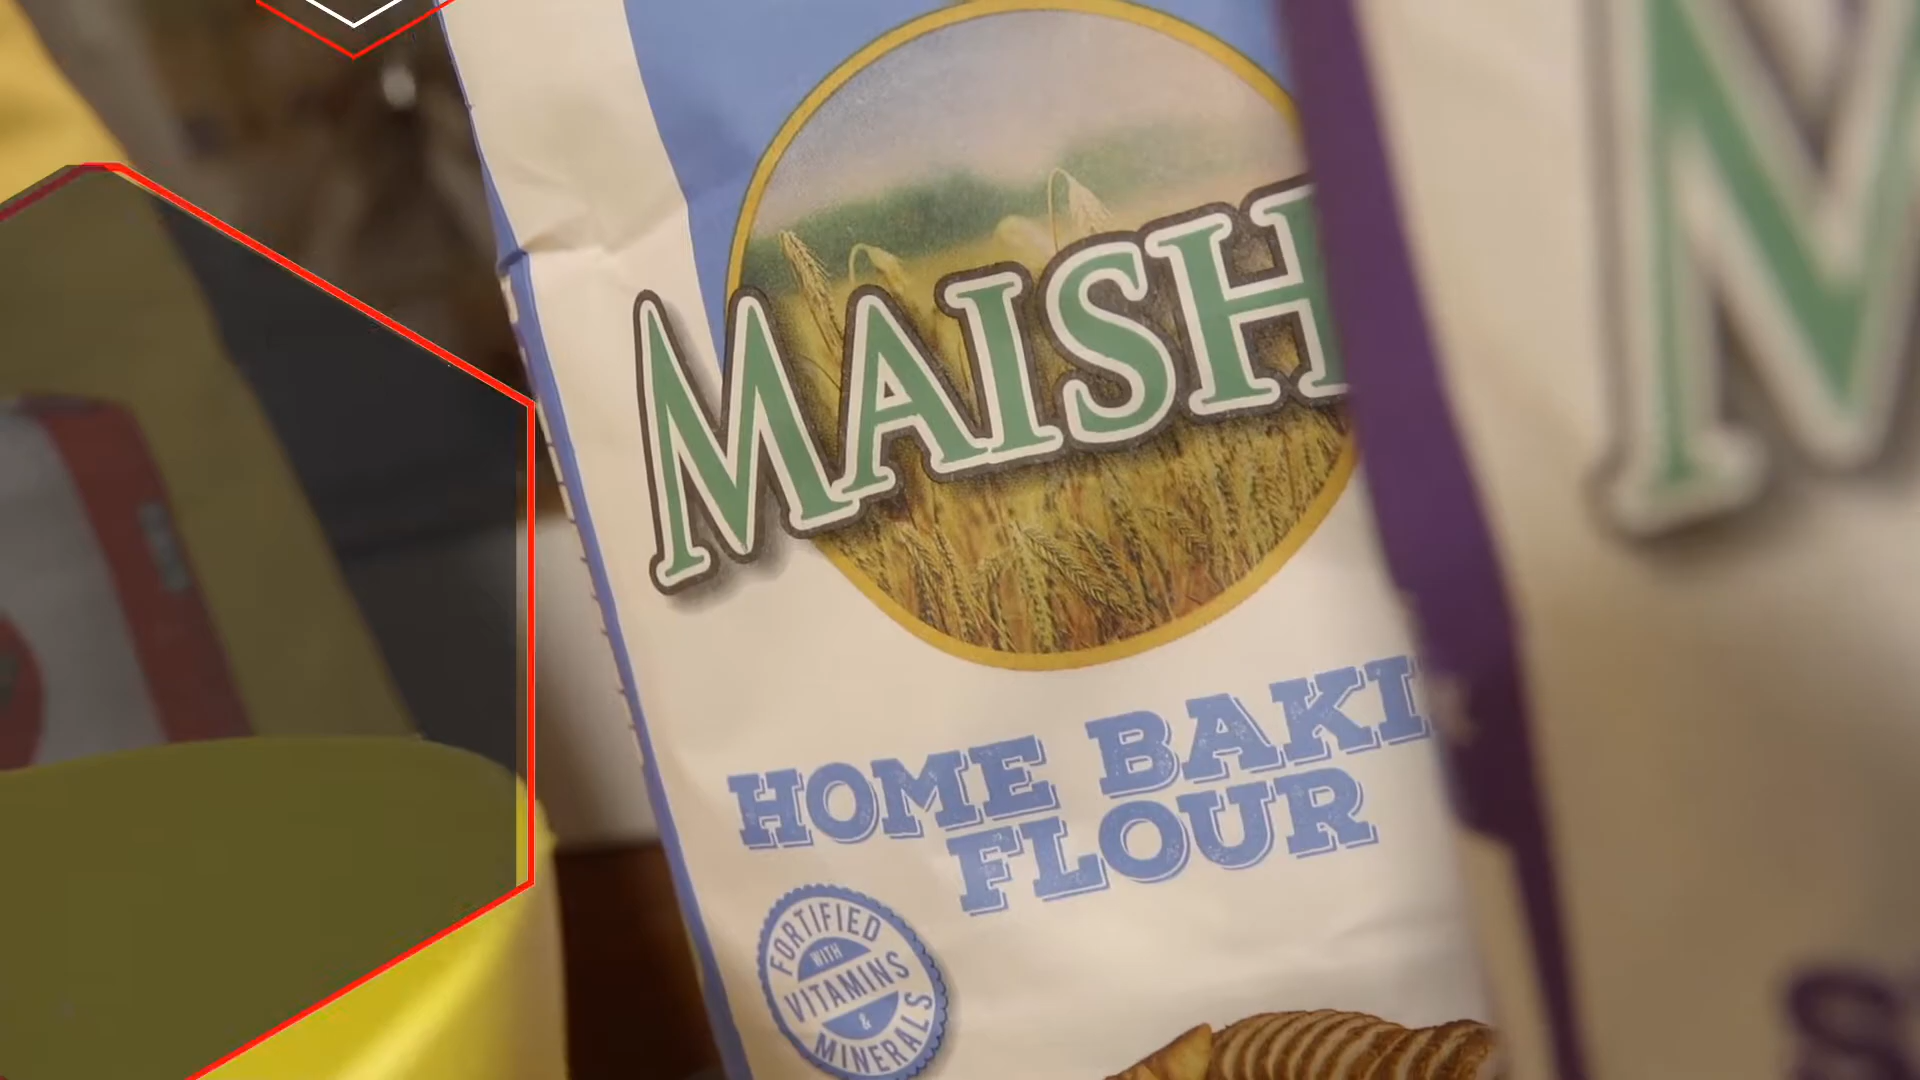 MAISH
HOME BAKI
FLOUR
FORTIFIED
WITH
VITAMINS
&
MINERALS
M
S